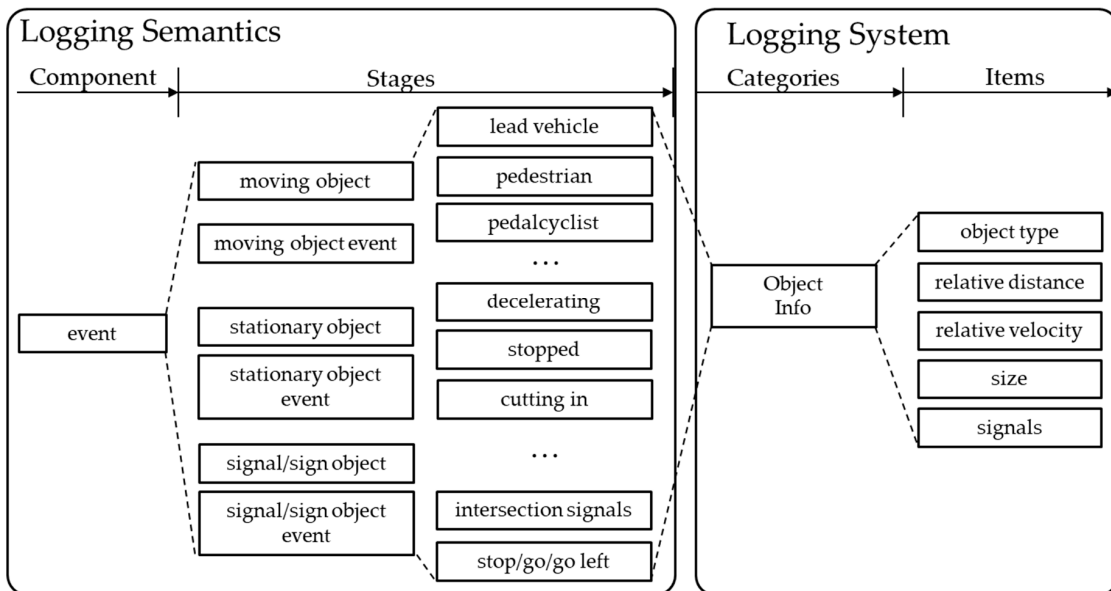 Logging Semantics
Component
Stages
event
moving object
moving object event
stationary object
stationary object
event
signal/sign object
signal/sign object
event
lead vehicle
pedestrian
pedalcyclist
...
decelerating
stopped
cutting in
...
intersection signals
stop/go/go left
Logging System
Categories
Items
Object
Info
object type
relative distance
relative velocity
size
signals